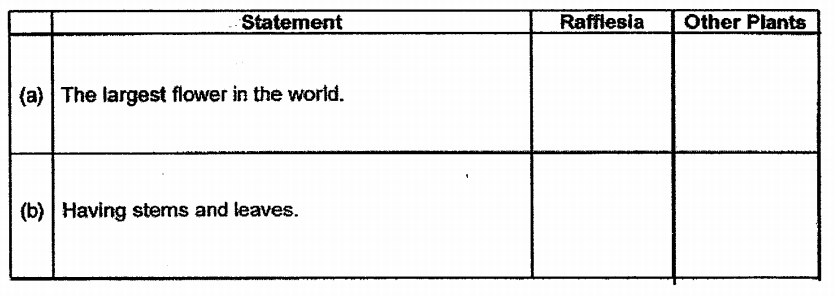 Statement Rafflesia Other Plants
(a) The largest flower in the world.
(b) Having stems and leaves.